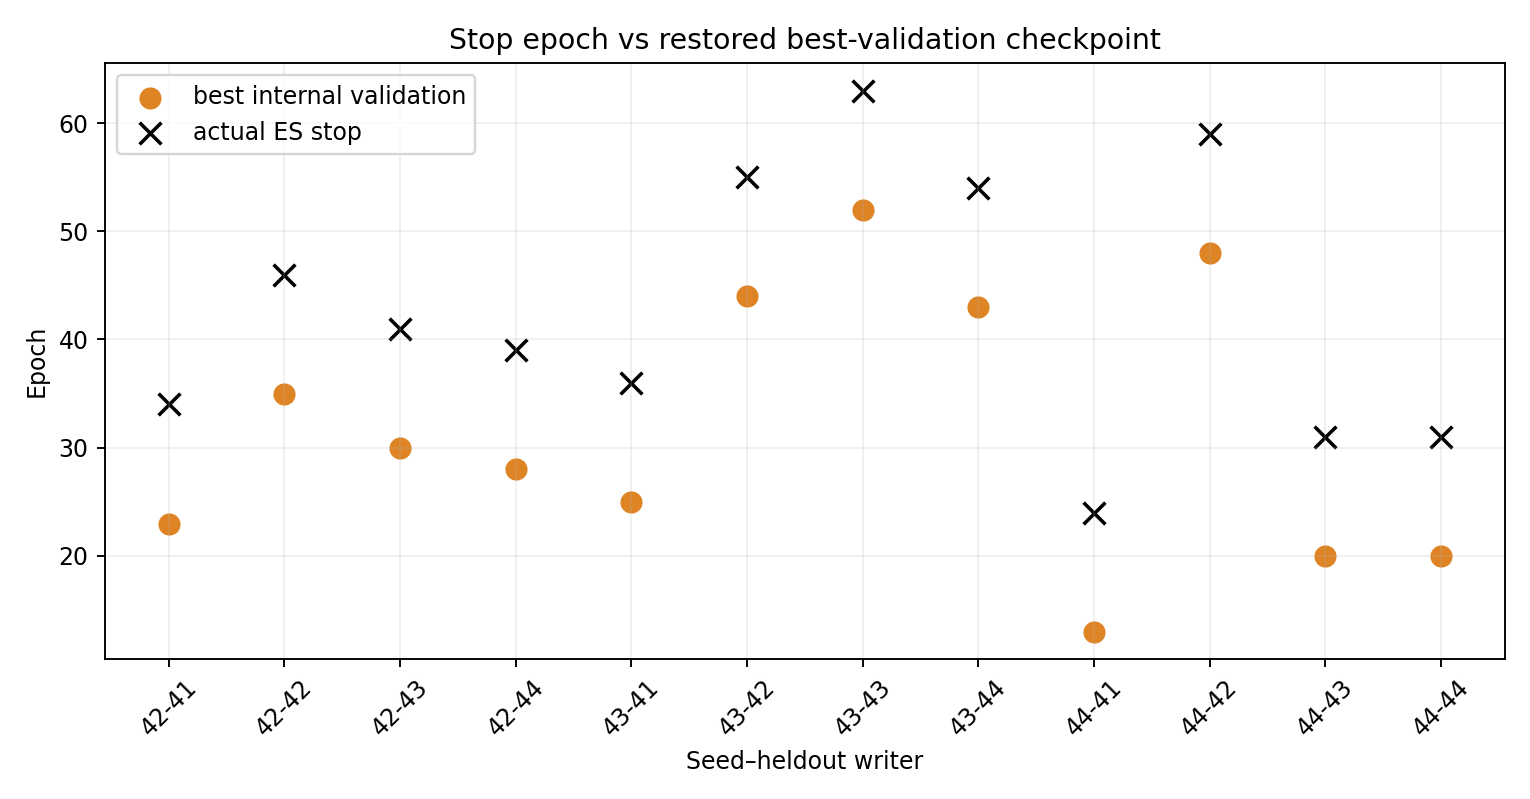 Stop epoch vs restored best-validation checkpoint
best internal validation
actual ES stop
60
50
40
30
20
Epoch
42-41 42-42 42-43 42-44 43-41 43-42 43-43 43-44 44-41 44-42 44-43 44-44
Seed–heldout writer